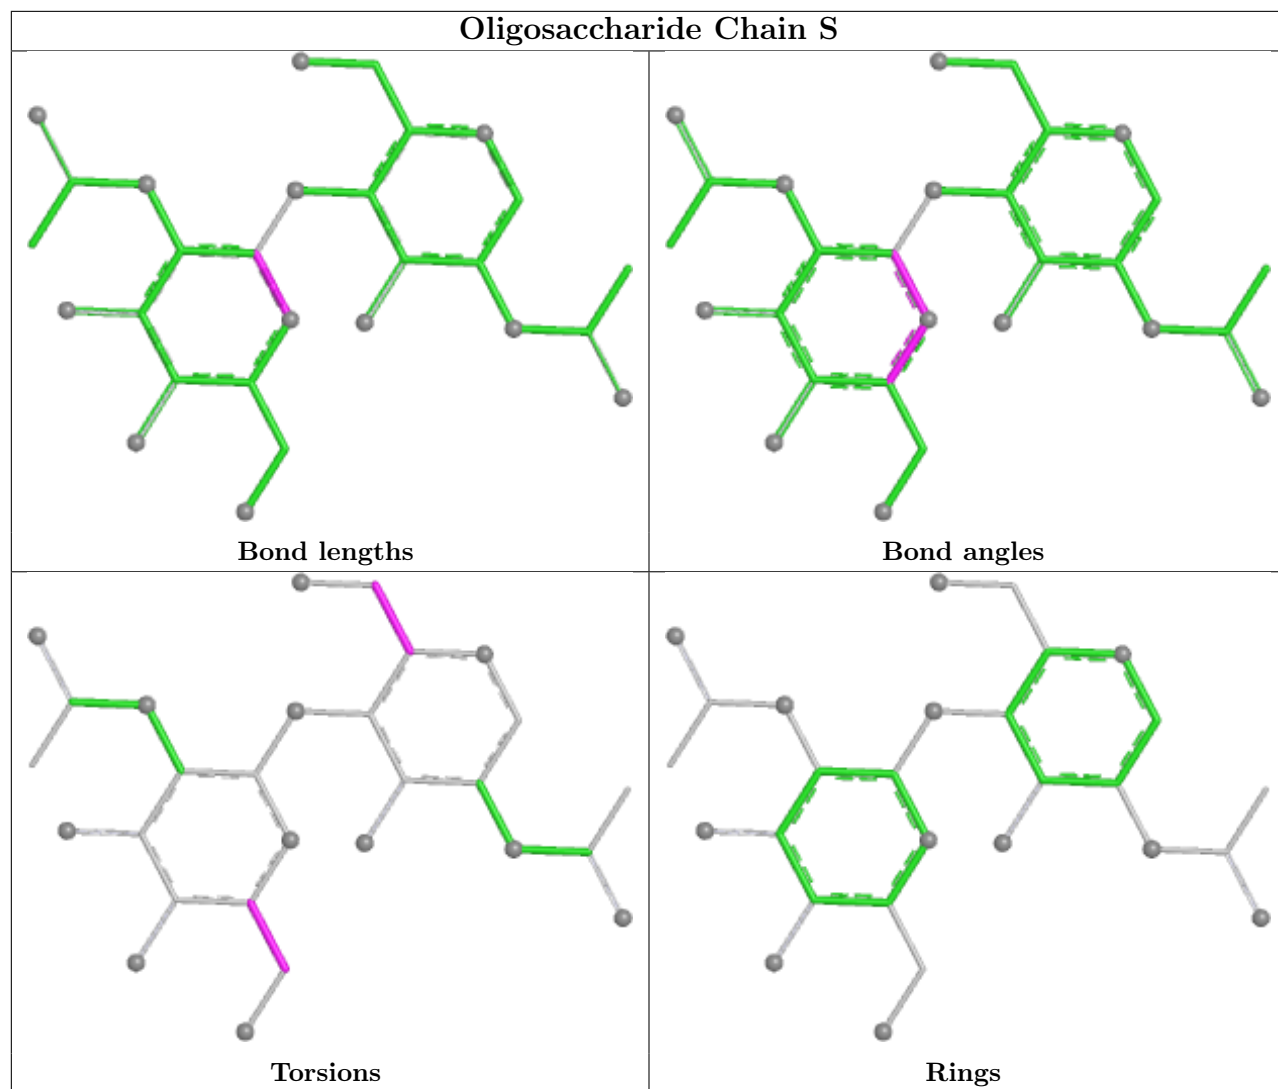 Oligosaccharide Chain S
Bond lengths
Bond angles
Torsions
Rings